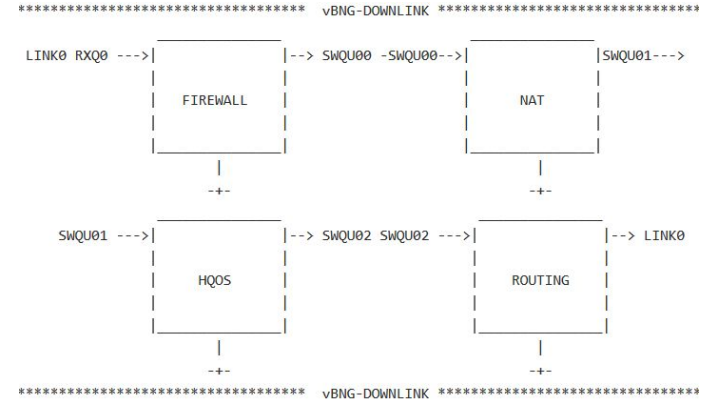 ********************************** vBNG-DOWNLINK ********************************
LINK0 RXQ0 --->| |--> SWQU00 -SWQU00-->| |SWQU01--->
FIREWALL NAT
-+- -+-
SWQU01 --->| |--> SWQU02 SWQU02 --->| |--> LINK0
HQOS ROUTING
-+- -+-
********************************** vBNG-DOWNLINK ********************************